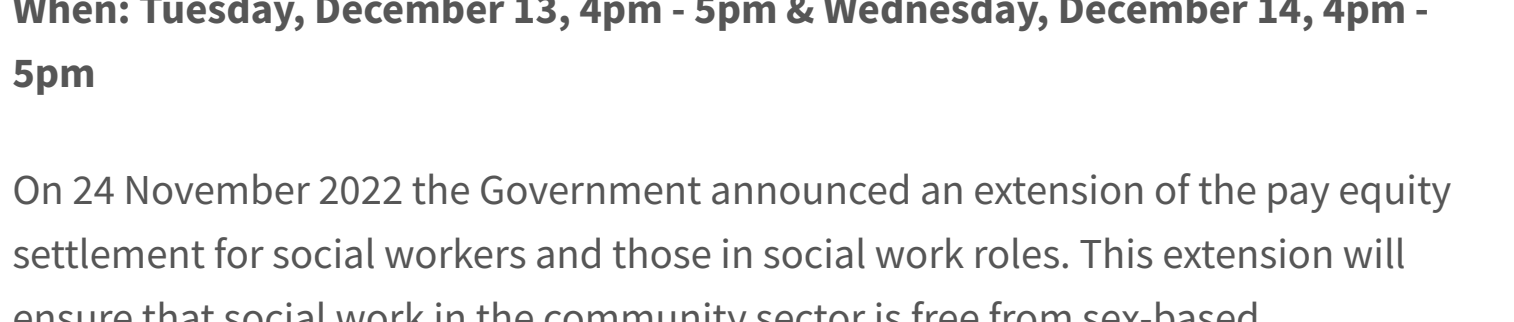 When: Tuesday, December 13, 4pm - 5pm & Wednesday, December 14, 4pm -
5pm
On 24 November 2022 the Government announced an extension of the pay equity
settlement for social workers and those in social work roles. This extension will
ensure that social work in the community sector is free from sex-based